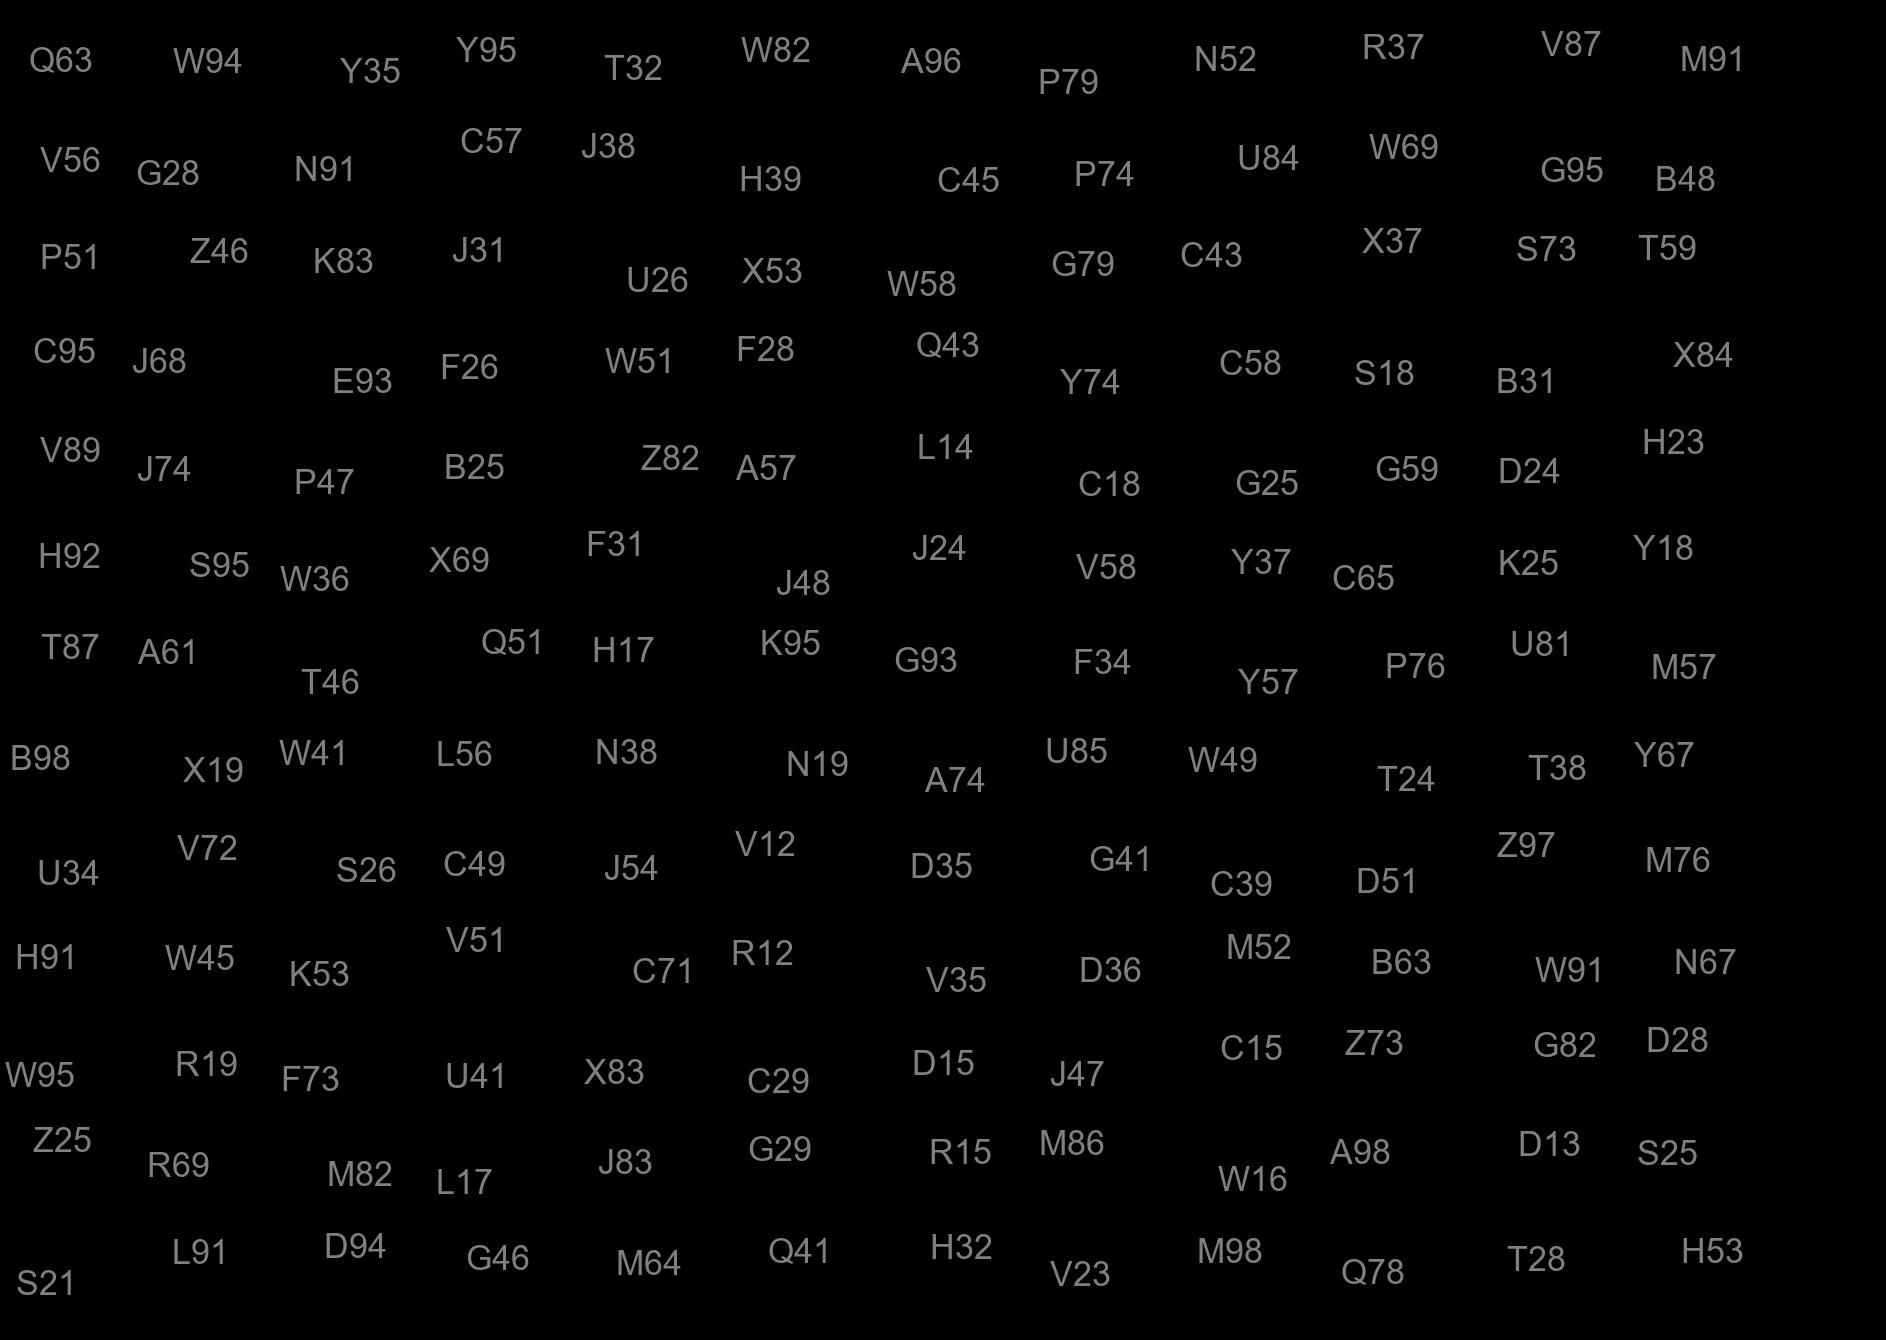 Q63 W94 Y35 Y95 T32 W82 A96 P79 N52 R37 V87 M91
V56 G28 N91 C57 J38 H39 C45 P74 U84 W69 G95 B48
P51 Z46 K83 J31 U26 X53 W58 G79 C43 X37 S73 T59
C95 J68 E93 F26 W51 F28 Q43 Y74 C58 S18 B31 X84
V89 J74 P47 B25 Z82 A57 L14 C18 G25 G59 D24 H23
H92 S95 W36 X69 F31 J48 J24 V58 Y37 C65 K25 Y18
T87 A61 T46 Q51 H17 K95 G93 F34 Y57 P76 U81 M57
B98 X19 W41 L56 N38 N19 A74 U85 W49 T24 T38 Y67
U34 V72 S26 C49 J54 V12 D35 G41 C39 D51 Z97 M76
H91 W45 K53 V51 C71 R12 V35 D36 M52 B63 W91 N67
W95 R19 F73 U41 X83 C29 D15 J47 C15 Z73 G82 D28
Z25 R69 M82 L17 J83 G29 R15 M86 W16 A98 D13 S25
S21 L91 D94 G46 M64 Q41 H32 V23 M98 Q78 T28 H53